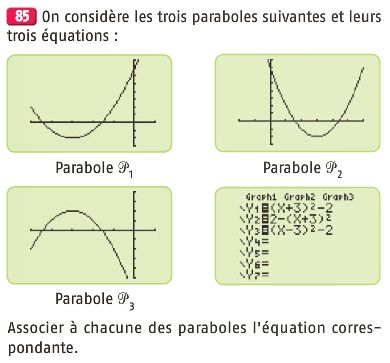 85 On considère les trois paraboles suivantes et leurs
trois équations :
Parabole 𝒫₁
Parabole 𝒫₂
Graph1 Graph2 Graph3
\Y₁=(X+3)²-2
\Y₂=2-(X+3)²
\Y₃=(X-3)²-2
\Y₄=
\Y₅=
\Y₆=
\Y₇=
Parabole 𝒫₃
Associer à chacune des paraboles l'équation corres-
pondante.